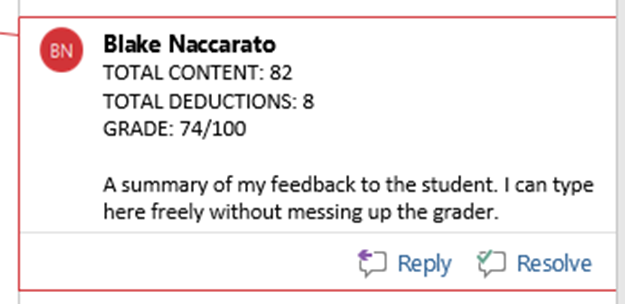 BN
Blake Naccarato
TOTAL CONTENT: 82
TOTAL DEDUCTIONS: 8
GRADE: 74/100
A summary of my feedback to the student. I can type
here freely without messing up the grader.
Reply
Resolve